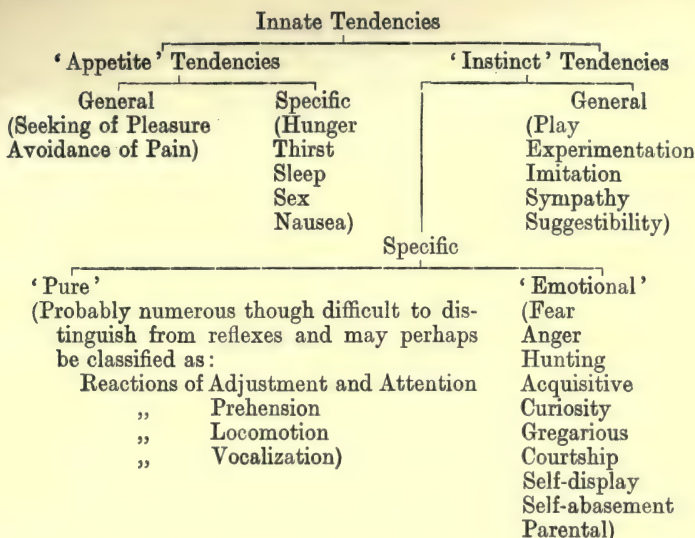 Innate Tendencies
‘Appetite’ Tendencies
‘Instinct’ Tendencies
General
(Seeking of Pleasure
Avoidance of Pain)
Specific
(Hunger
Thirst
Sleep
Sex
Nausea)
General
(Play
Experimentation
Imitation
Sympathy
Suggestibility)
Specific
‘Pure’
(Probably numerous though difficult to dis-
tinguish from reflexes and may perhaps
be classified as:
Reactions of Adjustment and Attention
„ Prehension
„ Locomotion
„ Vocalization)
‘Emotional’
(Fear
Anger
Hunting
Acquisitive
Curiosity
Gregarious
Courtship
Self-display
Self-abasement
Parental)